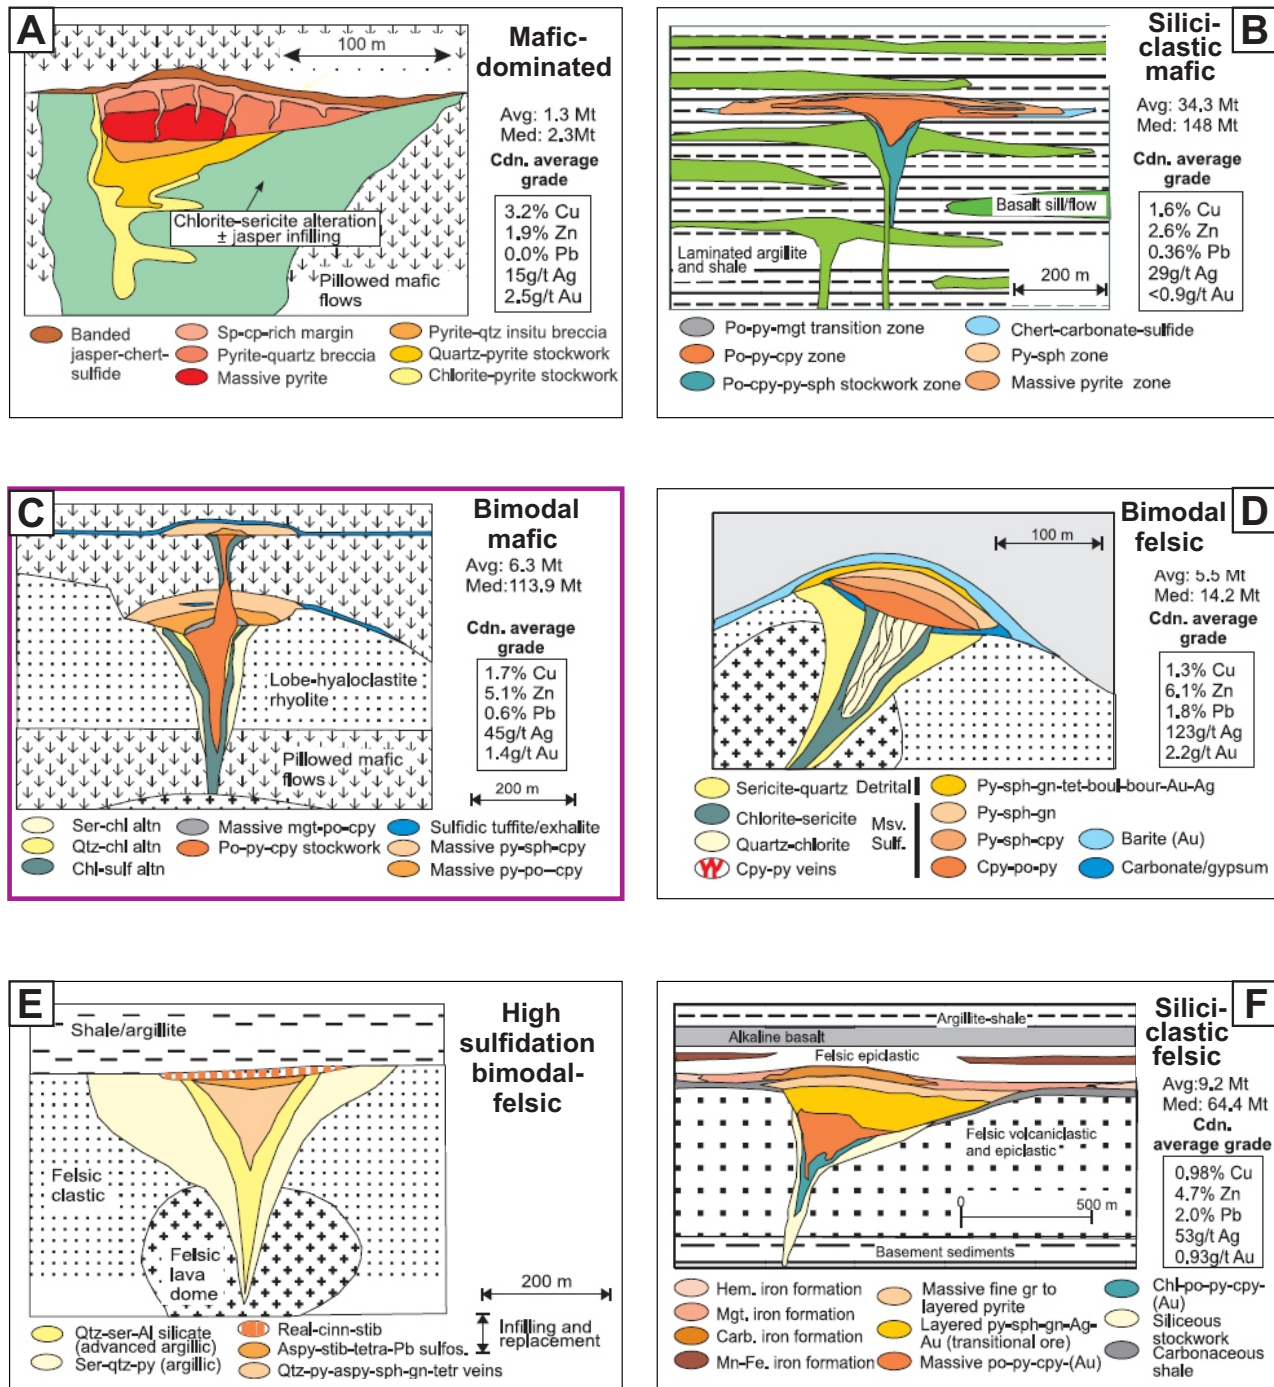 A
Mafic-
dominated
100 m
Avg: 1.3 Mt
Med: 2.3Mt
Cdn. average
grade
3.2% Cu
1.9% Zn
0.0% Pb
15g/t Ag
2.5g/t Au
Chlorite-sericite alteration
± jasper infilling
Pillowed mafic
flows
Banded
jasper-chert-
sulfide
Sp-cp-rich margin
Pyrite-quartz breccia
Massive pyrite
Pyrite-qtz insitu breccia
Quartz-pyrite stockwork
Chlorite-pyrite stockwork
B
Silici-
clastic
mafic
Avg: 34.3 Mt
Med: 148 Mt
Cdn. average
grade
1.6% Cu
2.6% Zn
0.36% Pb
29g/t Ag
<0.9g/t Au
Basalt sill/flow
Laminated argillite
and shale
200 m
Po-py-mgt transition zone
Po-py-cpy zone
Po-cpy-py-sph stockwork zone
Chert-carbonate-sulfide
Py-sph zone
Massive pyrite zone
C
Bimodal
mafic
Avg: 6.3 Mt
Med:113.9 Mt
Cdn. average
grade
1.7% Cu
5.1% Zn
0.6% Pb
45g/t Ag
1.4g/t Au
Lobe-hyaloclastite
rhyolite
Pillowed mafic
flows
200 m
Ser-chl altn
Qtz-chl altn
Chl-sulf altn
Massive mgt-po-cpy
Po-py-cpy stockwork
Sulfidic tuffite/exhalite
Massive py-sph-cpy
Massive py-po-cpy
D
Bimodal
felsic
100 m
Avg: 5.5 Mt
Med: 14.2 Mt
Cdn. average
grade
1.3% Cu
6.1% Zn
1.8% Pb
123g/t Ag
2.2g/t Au
Sericite-quartz
Chlorite-sericite
Quartz-chlorite
Cpy-py veins
Detrital
Msv.
Sulf.
Py-sph-gn-tet-boul-bour-Au-Ag
Py-sph-gn
Py-sph-cpy
Cpy-po-py
Barite (Au)
Carbonate/gypsum
E
High
sulfidation
bimodal-
felsic
Shale/argillite
Felsic
clastic
Felsic
lava
dome
200 m
Infilling and
replacement
Qtz-ser-Al silicate
(advanced argillic)
Ser-qtz-py (argillic)
Real-cinn-stib
Aspy-stib-tetra-Pb sulfos.
Qtz-py-aspy-sph-gn-tetr veins
F
Silici-
clastic
felsic
Avg:9.2 Mt
Med: 64.4 Mt
Cdn.
average grade
0.98% Cu
4.7% Zn
2.0% Pb
53g/t Ag
0.93g/t Au
Argillite-shale
Alkaline basalt
Felsic epiclastic
Felsic volcaniclastic
and epiclastic
0
500 m
Basement sediments
Hem. iron formation
Mgt. iron formation
Carb. iron formation
Mn-Fe. iron formation
Massive fine gr to
layered pyrite
Layered py-sph-gn-Ag-
Au (transitional ore)
Massive po-py-cpy-(Au)
Chl-po-py-cpy-
(Au)
Siliceous
stockwork
Carbonaceous
shale